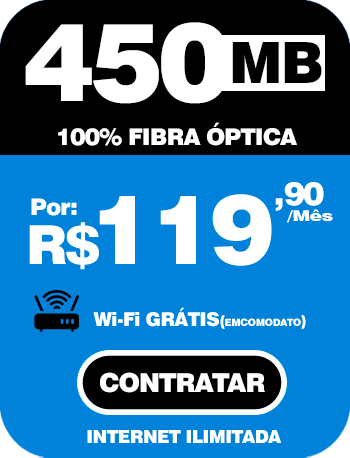 450MB
100% FIBRA ÓPTICA
Por:
R$119,90
/Mês
Wi-Fi GRÁTIS(EMCOMODATO)
CONTRATAR
INTERNET ILIMITADA